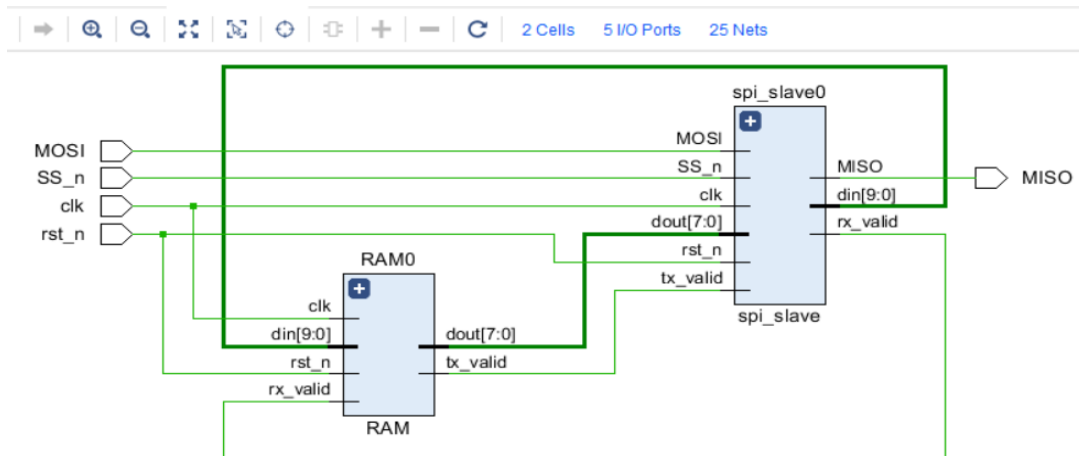 2 Cells 5 I/O Ports 25 Nets
spi_slave0
MOSI
SS_n
clk
rst_n
MOSI
SS_n
clk
dout[7:0]
rst_n
tx_valid
MISO
din[9:0]
rx_valid
MISO
spi_slave
RAM0
clk
din[9:0]
rst_n
rx_valid
dout[7:0]
tx_valid
RAM